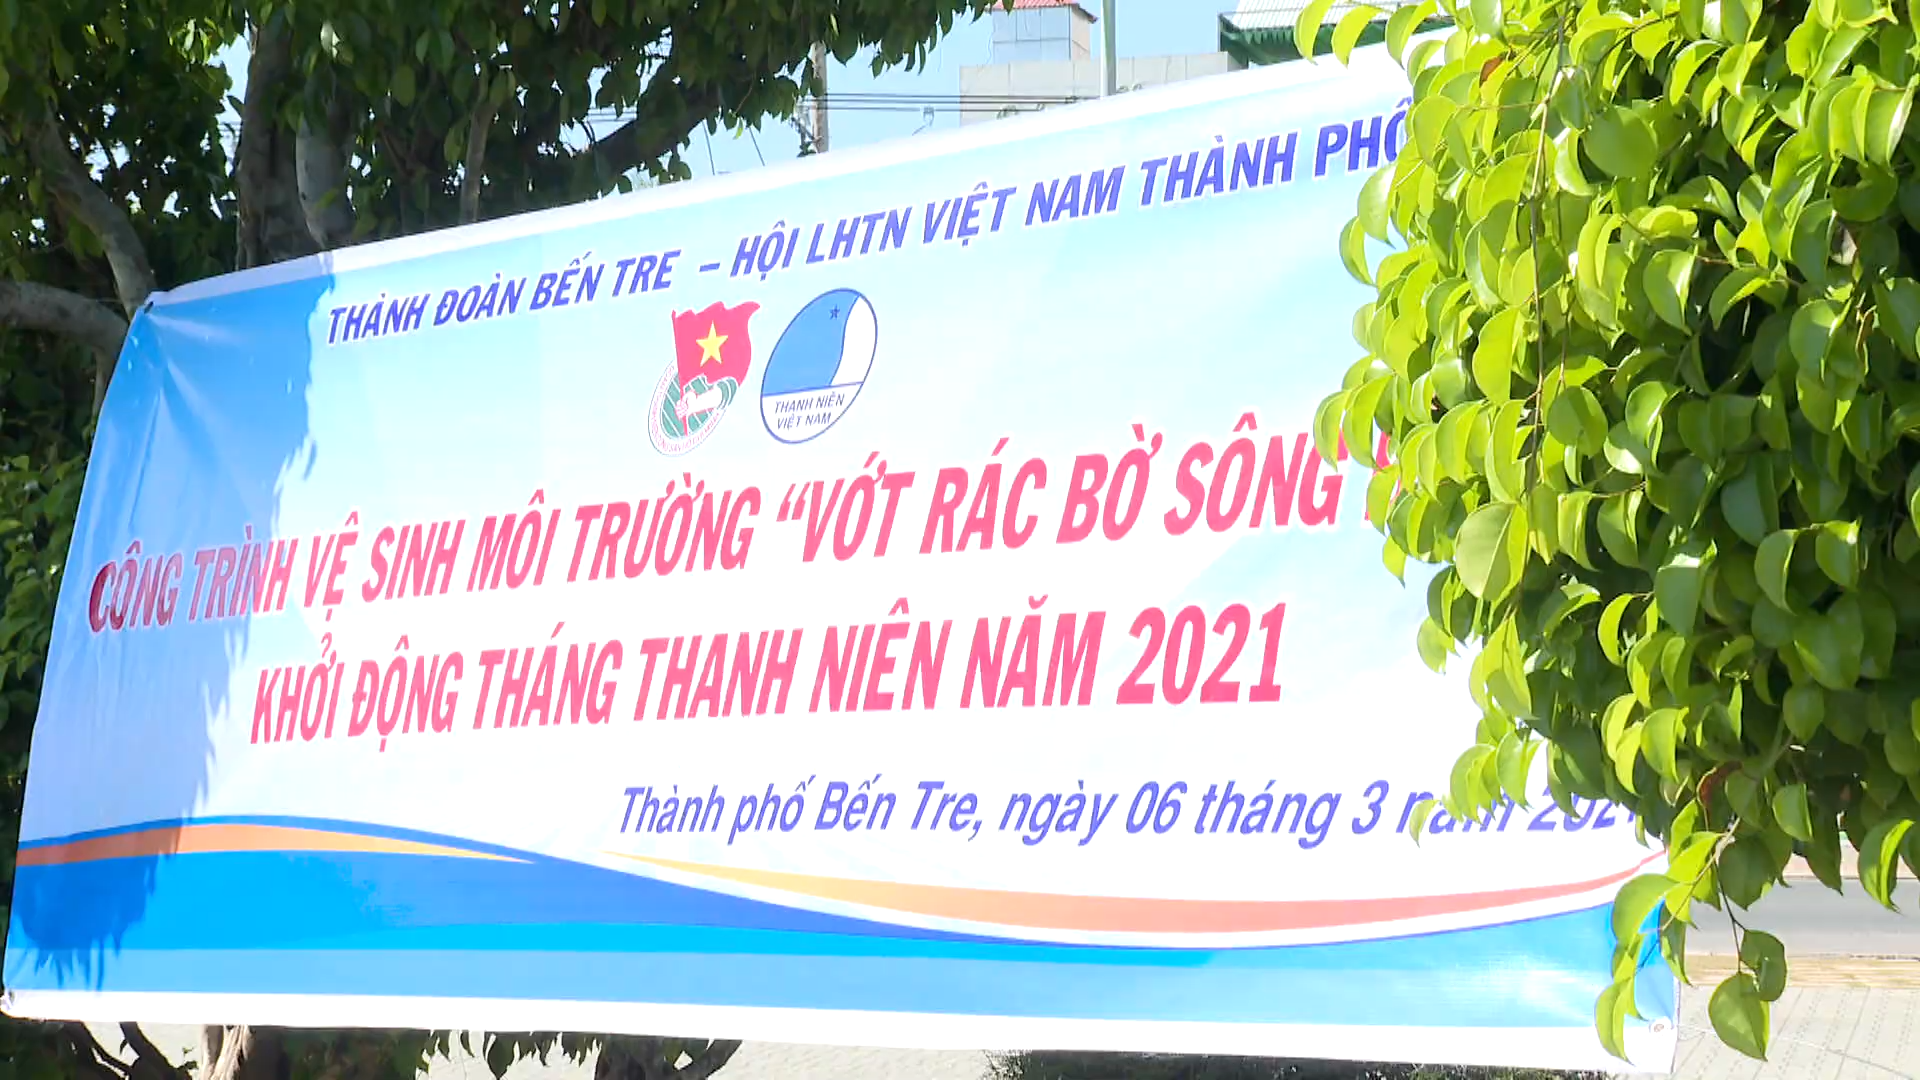 THÀNH ĐOÀN BẾN TRE – HỘI LHTN VIỆT NAM THÀNH PHỐ
THANH NIÊN
VIỆT NAM
CÔNG TRÌNH VỆ SINH MÔI TRƯỜNG “VỚT RÁC BỜ SÔNG
KHỞI ĐỘNG THÁNG THANH NIÊN NĂM 2021
Thành phố Bến Tre, ngày 06 tháng 3 năm 2021